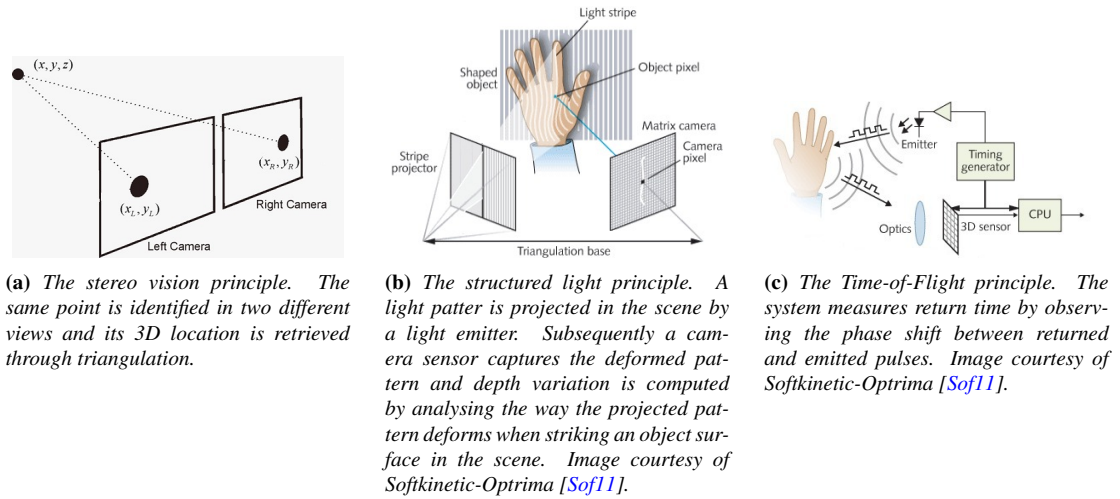 (x, y, z)
(x_R, y_R)
(x_L, y_L)
Right Camera
Left Camera
(a) The stereo vision principle. The
same point is identified in two different
views and its 3D location is retrieved
through triangulation.
Light stripe
Shaped
object
Object pixel
Matrix camera
Camera
pixel
Stripe
projector
Triangulation base
(b) The structured light principle. A
light patter is projected in the scene by
a light emitter. Subsequently a cam-
era sensor captures the deformed pat-
tern and depth variation is computed
by analysing the way the projected pat-
tern deforms when striking an object sur-
face in the scene. Image courtesy of
Softkinetic-Optrima [Sof11].
Emitter
Timing
generator
CPU
3D sensor
Optics
(c) The Time-of-Flight principle. The
system measures return time by observ-
ing the phase shift between returned
and emitted pulses. Image courtesy of
Softkinetic-Optrima [Sof11].